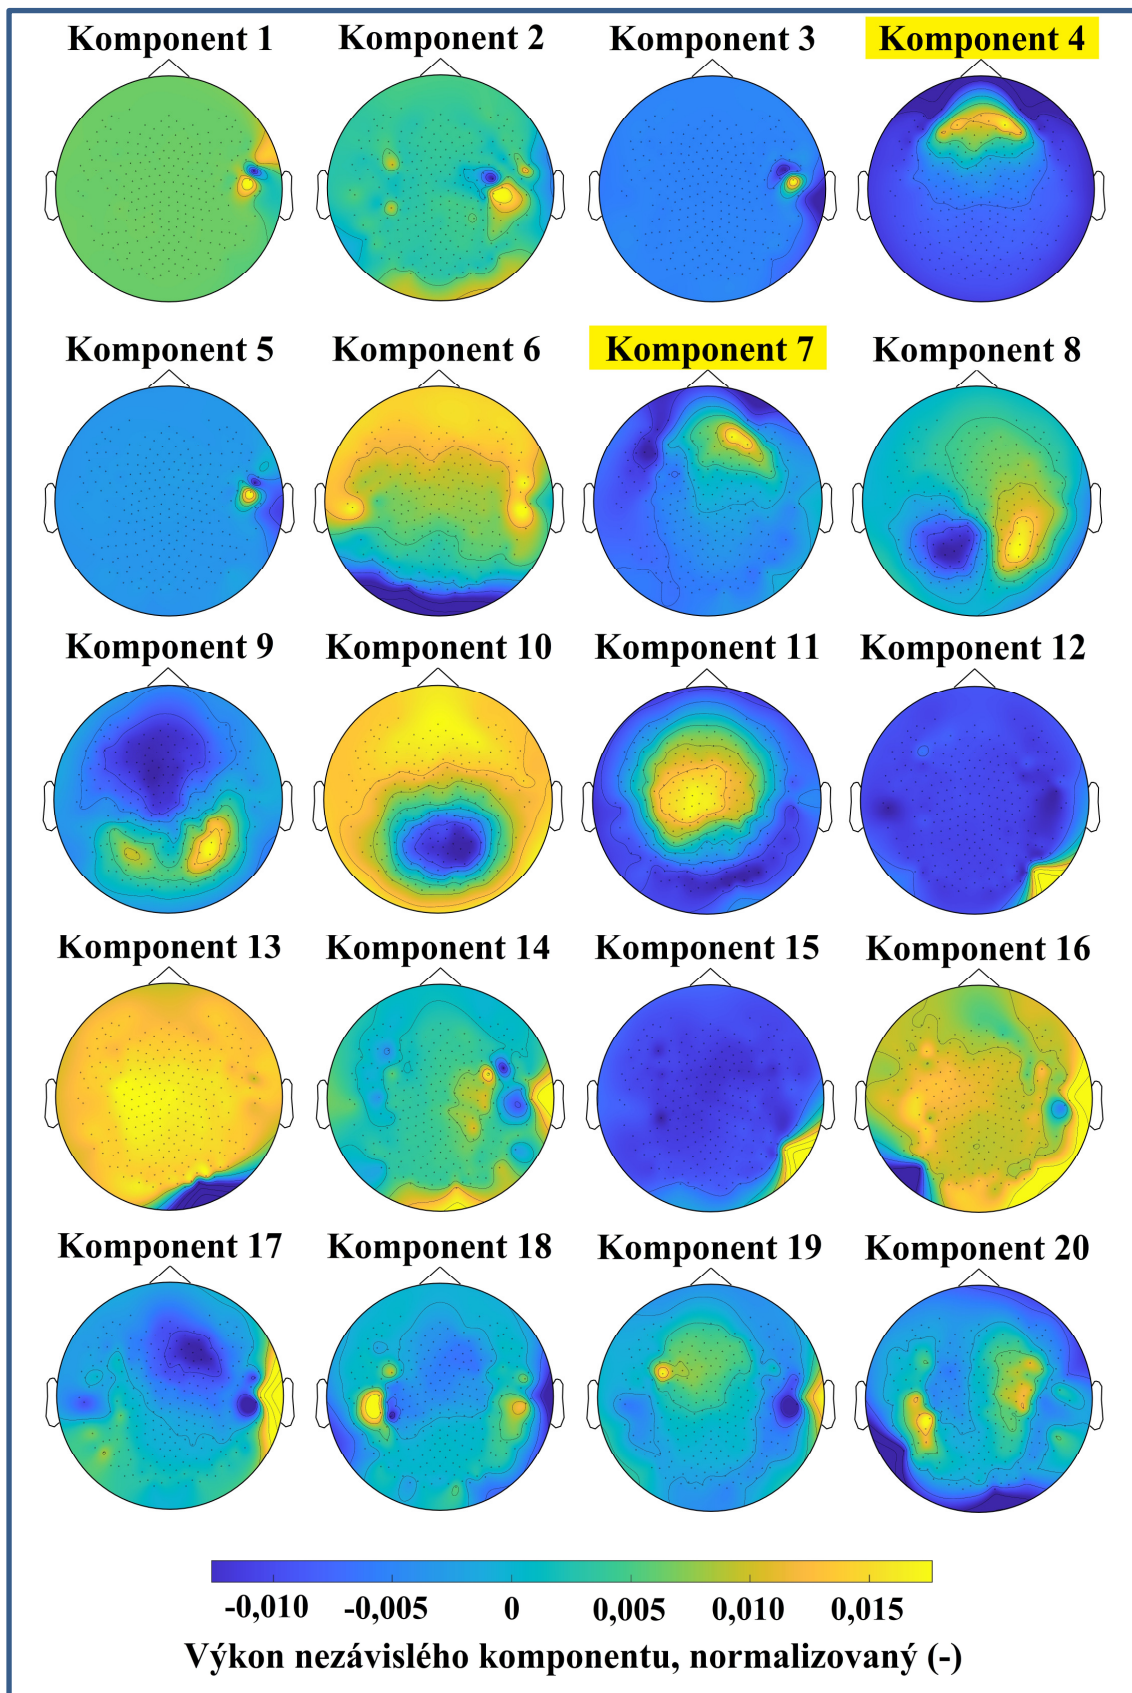 Komponent 1
Komponent 2
Komponent 3
Komponent 4
Komponent 5
Komponent 6
Komponent 7
Komponent 8
Komponent 9
Komponent 10
Komponent 11
Komponent 12
Komponent 13
Komponent 14
Komponent 15
Komponent 16
Komponent 17
Komponent 18
Komponent 19
Komponent 20
-0,010 -0,005 0 0,005 0,010 0,015
Výkon nezávislého komponentu, normalizovaný (-)